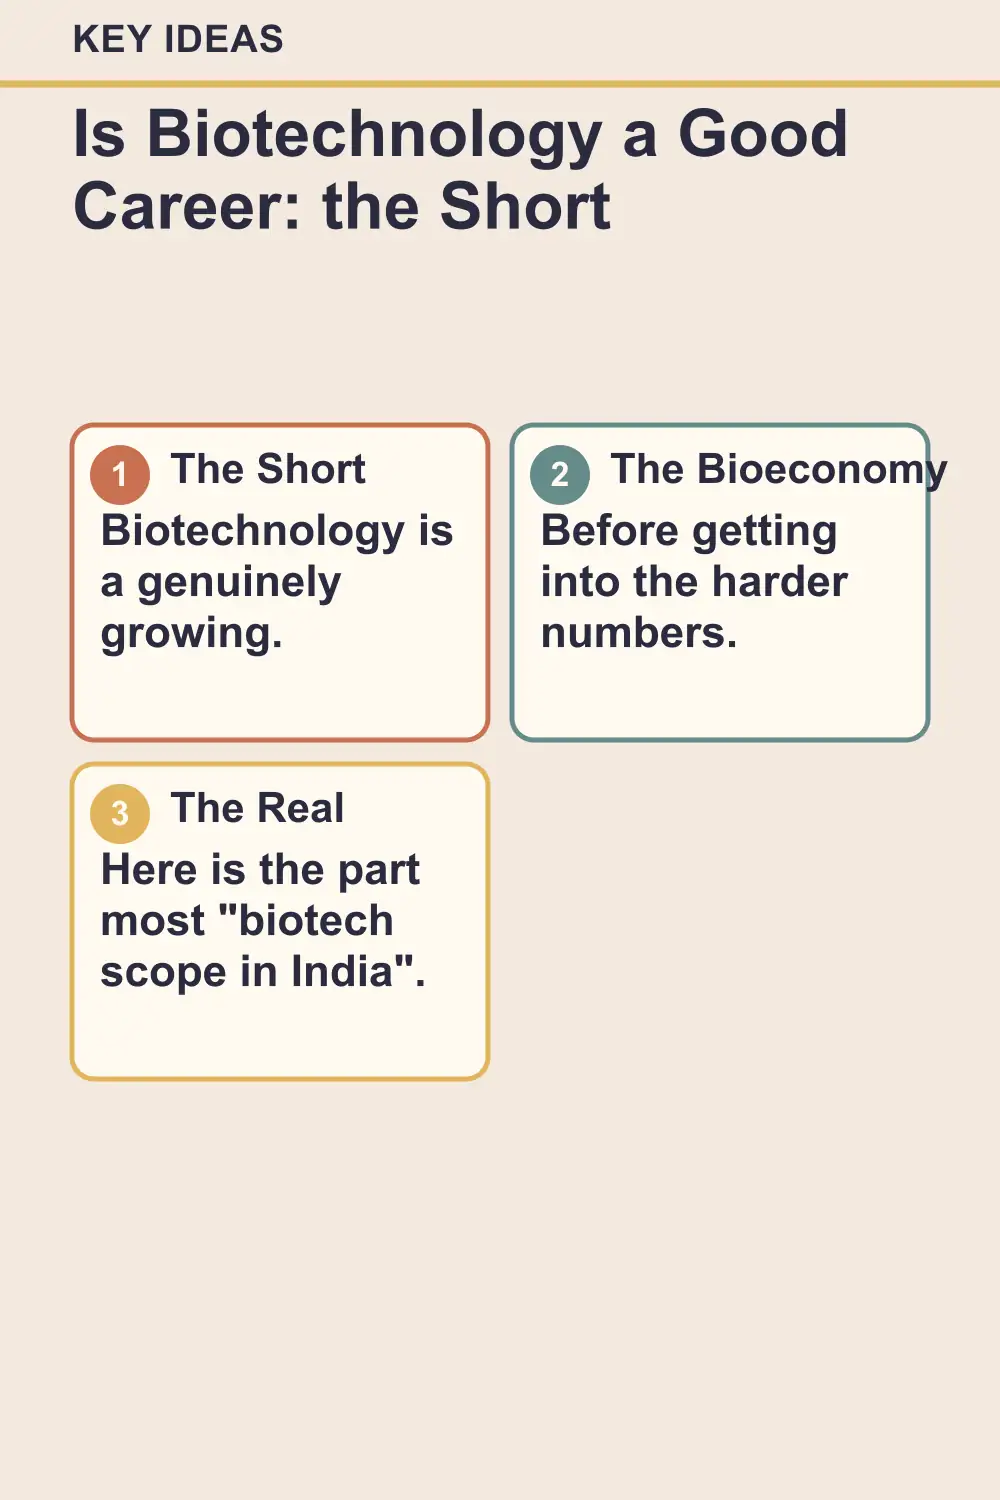 KEY IDEAS
Is Biotechnology a Good
Career: the Short
1 The Short
Biotechnology is
a genuinely
growing.
2 The Bioeconomy
Before getting
into the harder
numbers.
3 The Real
Here is the part
most "biotech
scope in India".